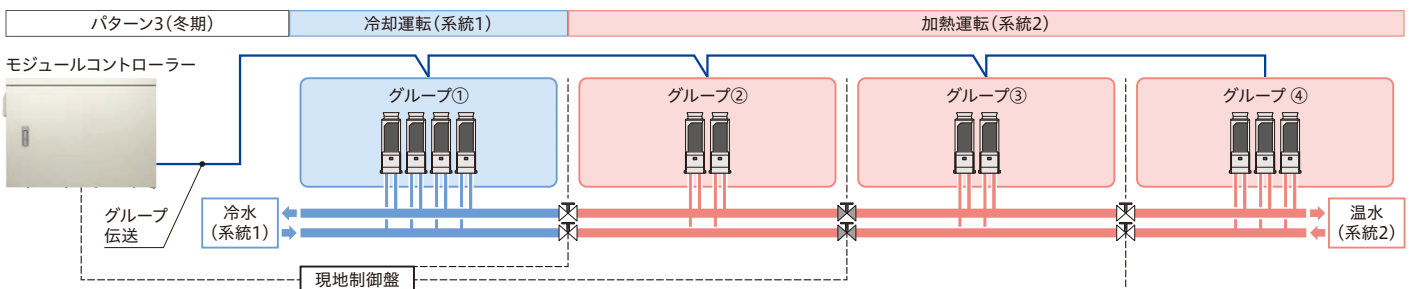 パターン3(冬期)
冷却運転(系統1)
加熱運転(系統2)
モジュールコントローラー
グループ①
グループ②
グループ③
グループ ④
グループ
伝送
冷水
(系統1)
温水
(系統2)
現地制御盤